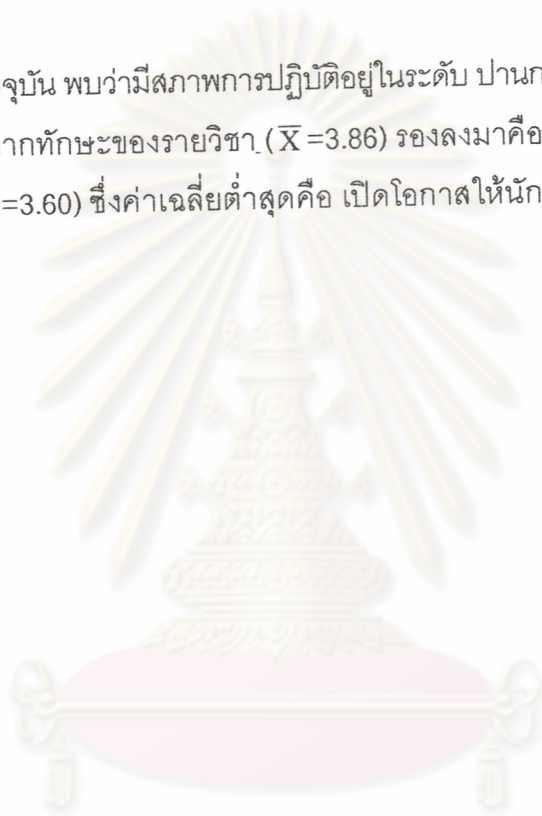 จุบัน พบว่ามีสภาพการปฏิบัติอยู่ในระดับ ปานก
ากทักษะของรายวิชา (X̅ =3.86) รองลงมาคือ
=3.60) ซึ่งค่าเฉลี่ยต่ำสุดคือ เปิดโอกาสให้นัก